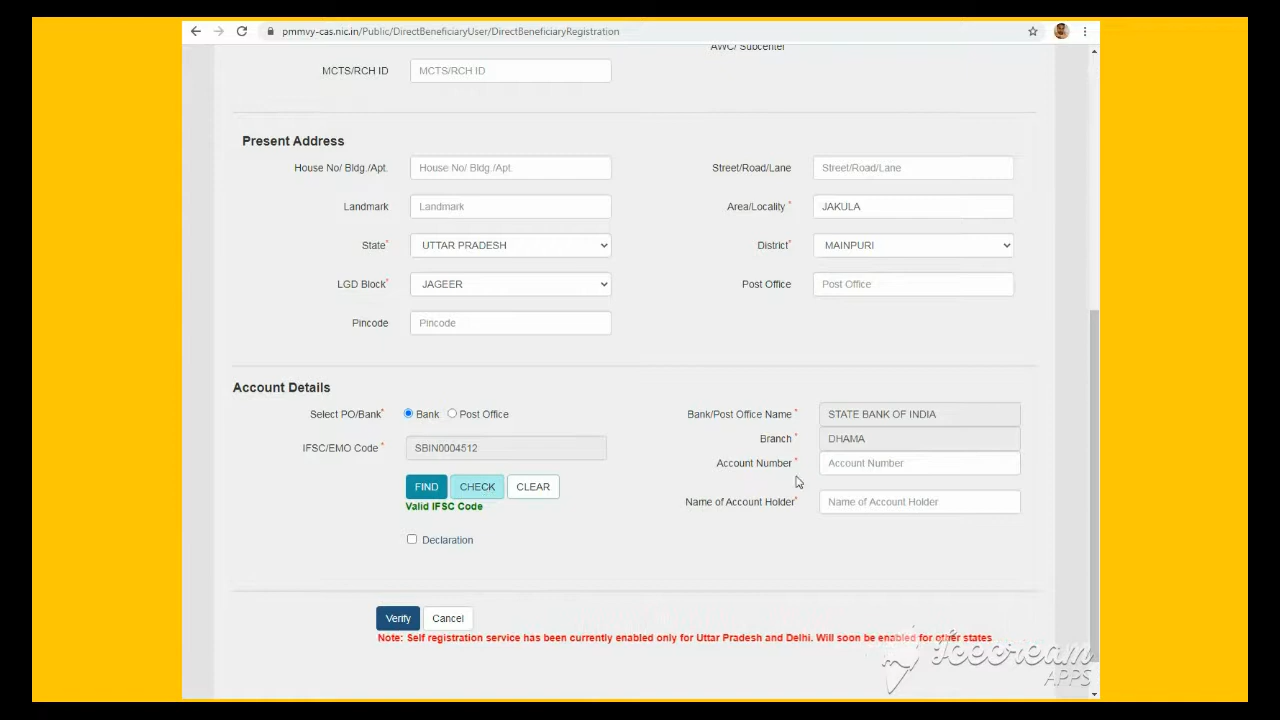 pmmvy-cas.nic.in/Public/DirectBeneficiaryUser/DirectBeneficiaryRegistration
AWC/ Subcenter
MCTS/RCH ID MCTS/RCH ID
Present Address
House No/ Bldg./Apt. House No/ Bldg./Apt. Street/Road/Lane Street/Road/Lane
Landmark Landmark Area/Locality * JAKULA
State* UTTAR PRADESH District* MAINPURI
LGD Block* JAGEER Post Office Post Office
Pincode Pincode
Account Details
Select PO/Bank* Bank Post Office Bank/Post Office Name * STATE BANK OF INDIA
Branch * DHAMA
IFSC/EMO Code * SBIN0004512
Account Number * Account Number
FIND CHECK CLEAR
Name of Account Holder* Name of Account Holder
Valid IFSC Code
Declaration
Verify Cancel
Note: Self registration service has been currently enabled only for Uttar Pradesh and Delhi. Will soon be enabled for other states
Icecream
APPS